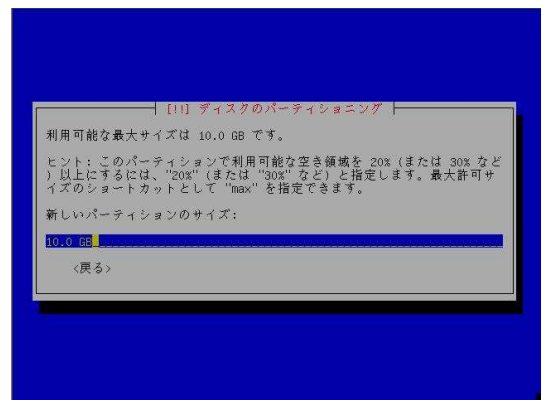 [!!] ディスクのパーティショニング
利用可能な最大サイズは 10.0 GB です。
ヒント: このパーティションで利用可能な空き領域を 20% (または 30% など
) 以上にするには、"20%" (または "30%" など) と指定します。最大許可サ
イズのショートカットとして "max" を指定できます。
新しいパーティションのサイズ:
10.0 GB
<戻る>